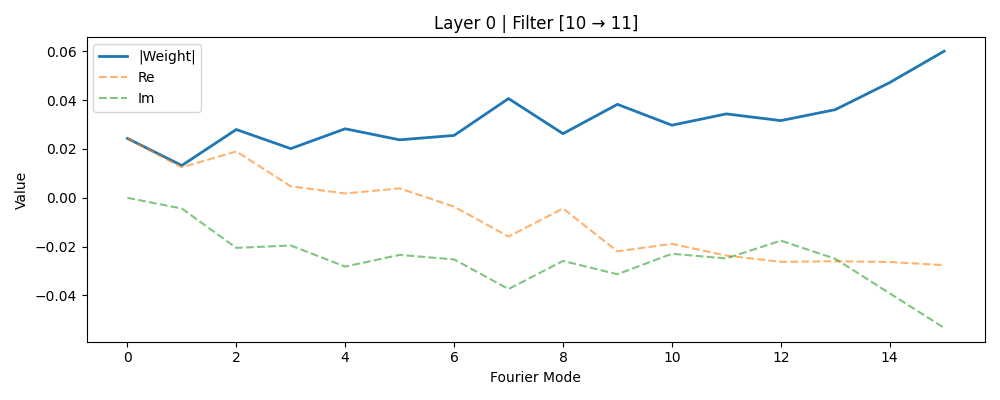 Layer 0 | Filter [10 → 11]
|Weight|
Re
Im
0.06
0.04
0.02
0.00
−0.02
−0.04
Value
0 2 4 6 8 10 12 14
Fourier Mode